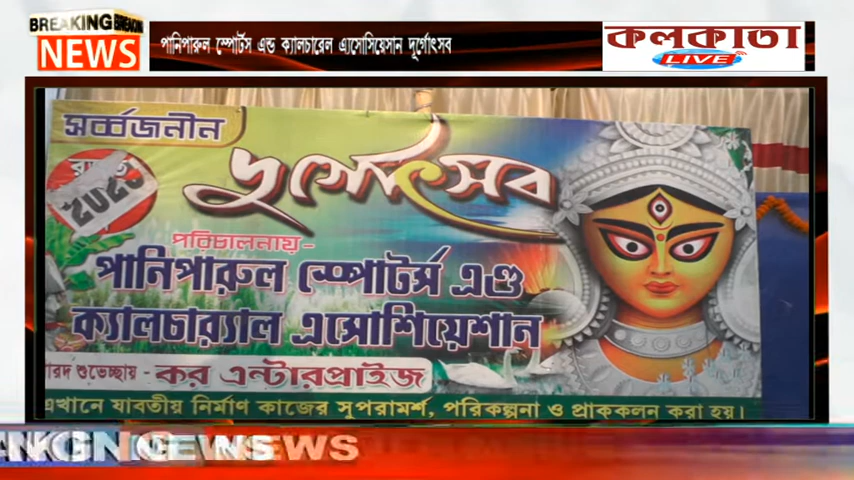 BREAKING
NEWS
পানিপারুল স্পোর্টস এন্ড ক্যালচারেল এ্যসোসিয়েসান দূর্গোৎসব
কলকাতা
LIVE
সর্ব্বজনীন
দুর্গোৎসব
পরিচালনায়-
পানিপারুল স্পোর্টস এণ্ড
ক্যালচার‍্যাল এসোশিয়েশান
শুভেচ্ছায় - কর এন্টারপ্রাইজ
এখানে যাবতীয় নির্মাণ কাজের সুপরামর্শ, পরিকল্পনা ও প্রাককলন করা হয়।
NEWS